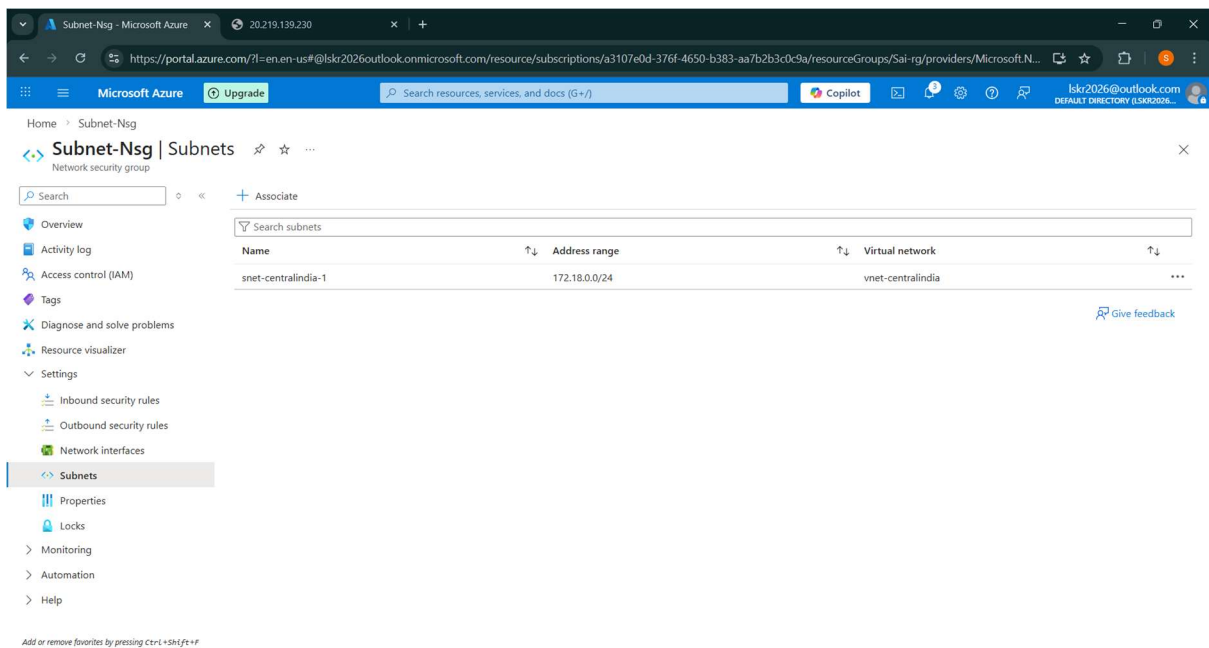 Subnet-Nsg - Microsoft Azure
20.219.139.230
https://portal.azure.com/?l=en.en-us#@lskr2026outlook.onmicrosoft.com/resource/subscriptions/a3107e0d-376f-4650-b383-aa7b2b3c0c9a/resourceGroups/Sai-rg/providers/Microsoft.N...
S
Microsoft Azure
Upgrade
Search resources, services, and docs (G+/)
Copilot
3
lskr2026@outlook.com
DEFAULT DIRECTORY (LSKR2026...
Home > Subnet-Nsg
Subnet-Nsg | Subnets
Network security group
Search
Associate
Overview
Search subnets
Activity log
Name Address range Virtual network
Access control (IAM)
snet-centralindia-1 172.18.0.0/24 vnet-centralindia
Tags
Give feedback
Diagnose and solve problems
Resource visualizer
Settings
Inbound security rules
Outbound security rules
Network interfaces
Subnets
Properties
Locks
Monitoring
Automation
Help
Add or remove favorites by pressing Ctrl+Shift+F